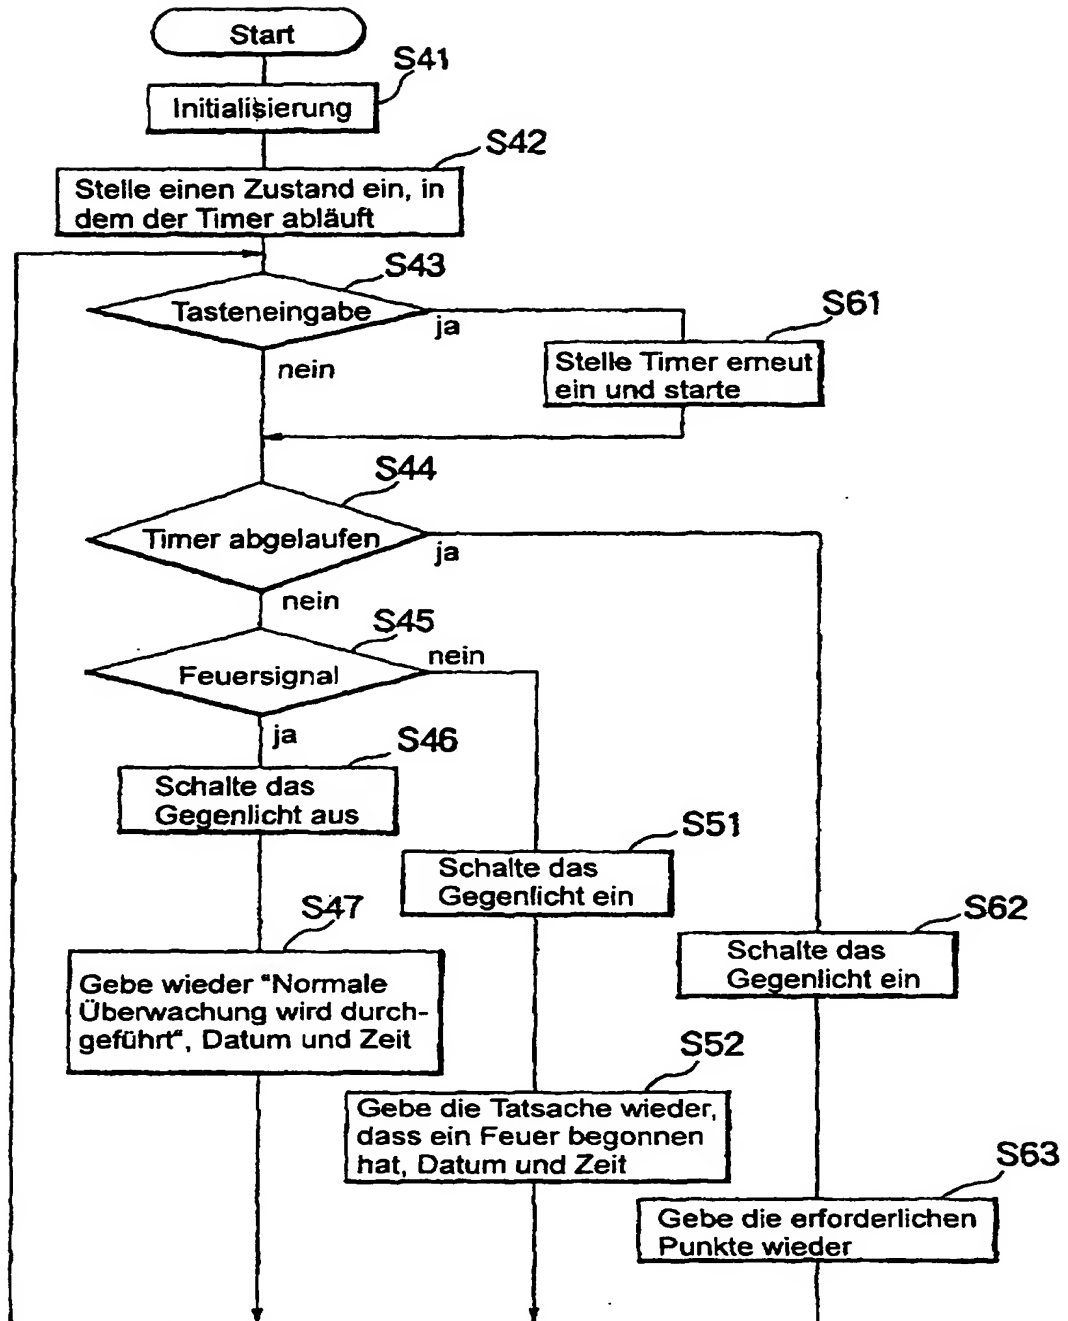 Start
S41
Initialisierung
S42
Stelle einen Zustand ein, in
dem der Timer abläuft
S43
Tasteneingabe
ja
nein
S61
Stelle Timer erneut
ein und starte
S44
Timer abgelaufen
ja
nein
S45
Feuersignal
nein
ja
S46
Schalte das
Gegenlicht aus
S51
Schalte das
Gegenlicht ein
S47
Gebe wieder "Normale
Überwachung wird durch-
geführt", Datum und Zeit
S62
Schalte das
Gegenlicht ein
S52
Gebe die Tatsache wieder,
dass ein Feuer begonnen
hat, Datum und Zeit
S63
Gebe die erforderlichen
Punkte wieder